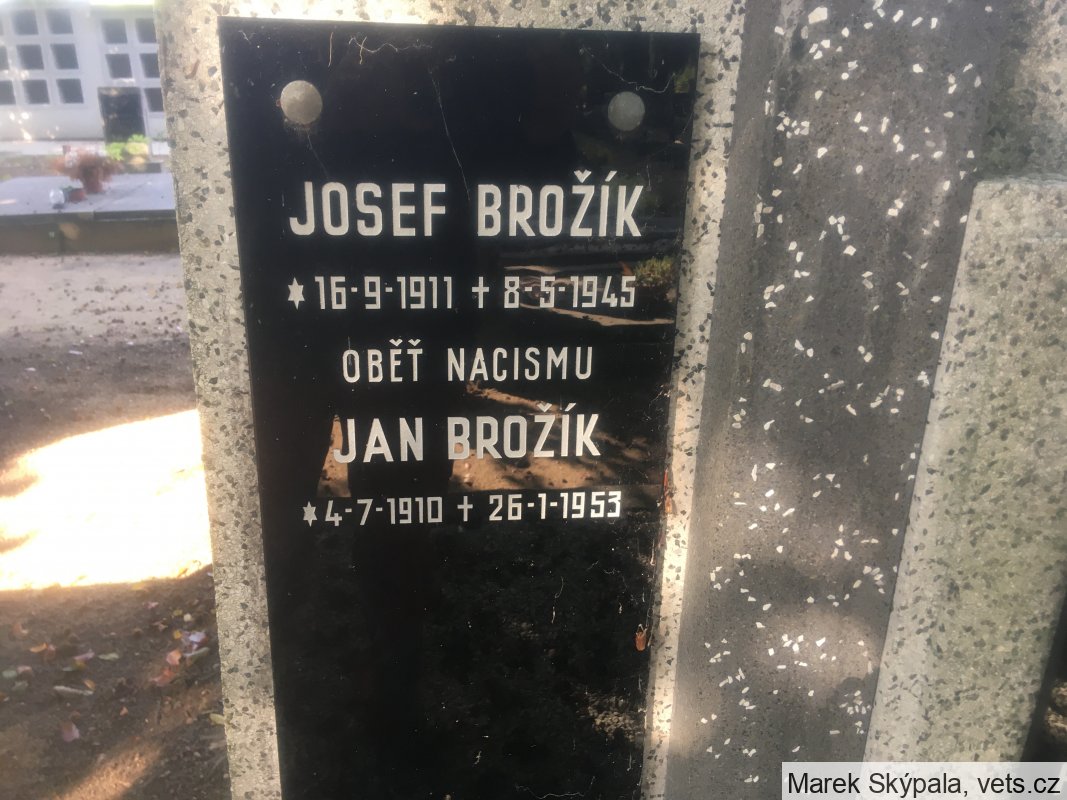 JOSEF BROŽÍK
* 16-9-1911 + 8-5-1945
OBĚŤ NACISMU
JAN BROŽÍK
* 4-7-1910 + 26-1-1953
Marek Skýpala, vets.cz